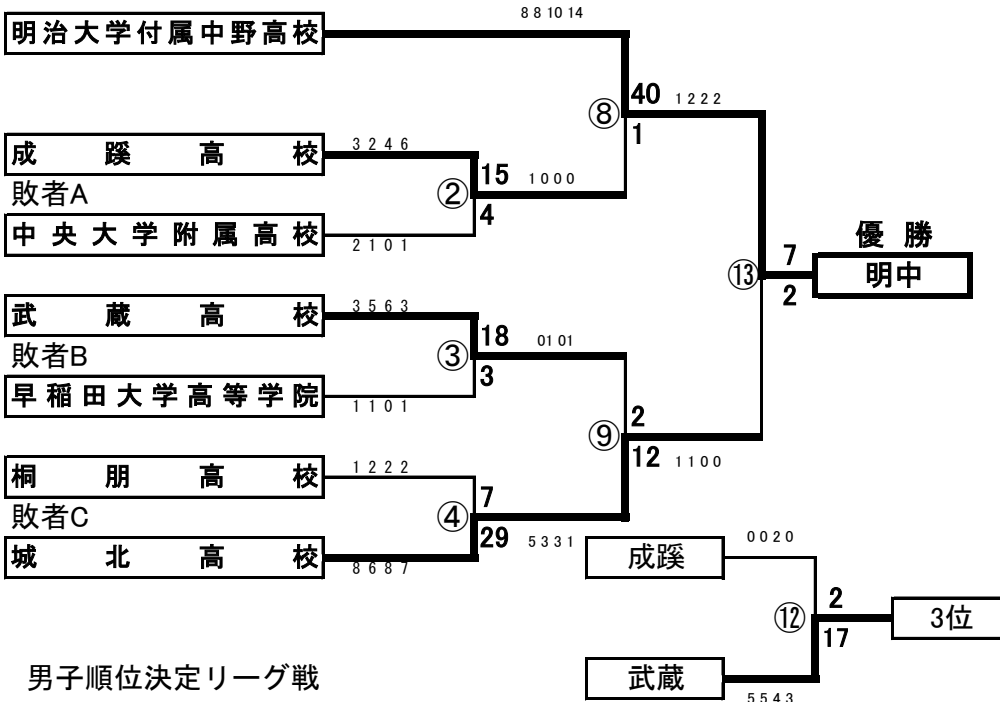 8 8 10 14
明治大学付属中野高校
40
1 2 2 2
⑧
1
3 2 4 6
成蹊高校
15
1 0 0 0
敗者A
②
4
中央大学附属高校
2 1 0 1
優勝
7
明中
⑬
2
3 5 6 3
武蔵高校
18
0 1 0 1
敗者B
③
3
早稲田大学高等学院
1 1 0 1
2
⑨
12
1 1 0 0
1 2 2 2
桐朋高校
7
敗者C
④
29
5 3 3 1
城北高校
8 6 8 7
0 0 2 0
成蹊
2
⑫
3位
17
男子順位決定リーグ戦
武蔵
5 5 4 3